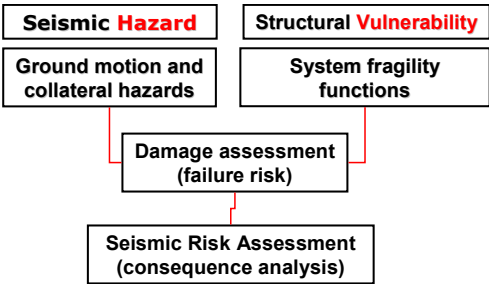 Seismic Hazard
Structural Vulnerability
Ground motion and
collateral hazards
System fragility
functions
Damage assessment
(failure risk)
Seismic Risk Assessment
(consequence analysis)